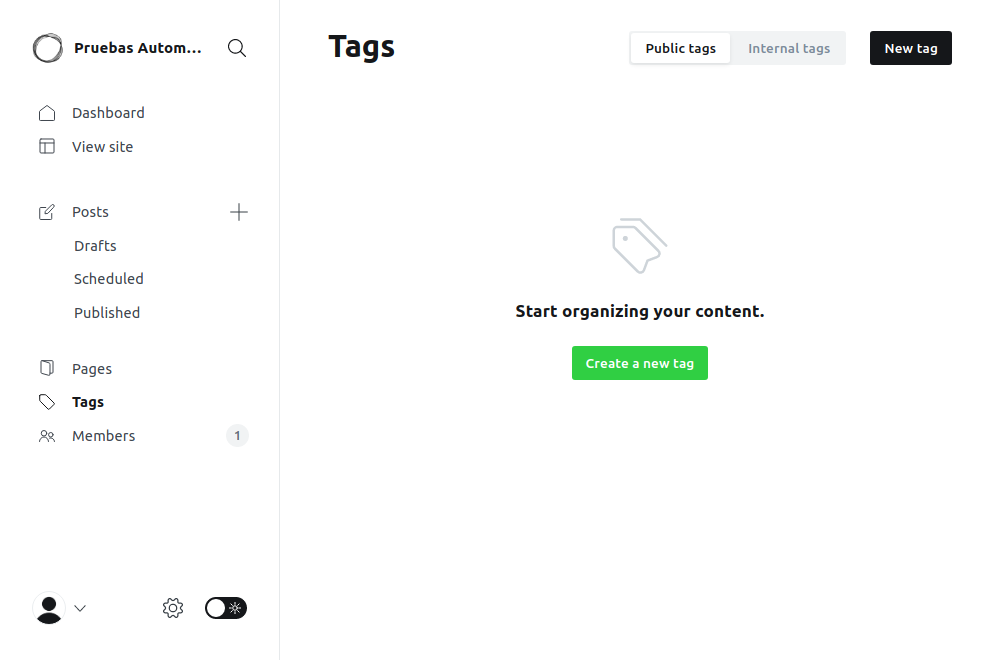 Pruebas Autom...
Dashboard
View site
Posts
Drafts
Scheduled
Published
Pages
Tags
Members
1
Tags
Public tags
Internal tags
New tag
Start organizing your content.
Create a new tag